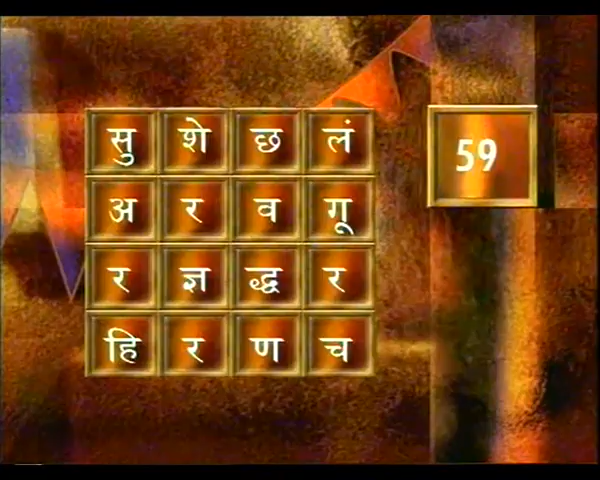 सु शे छ लं
59
अ र व गू
र ज्ञ द्ध र
हि र ण च